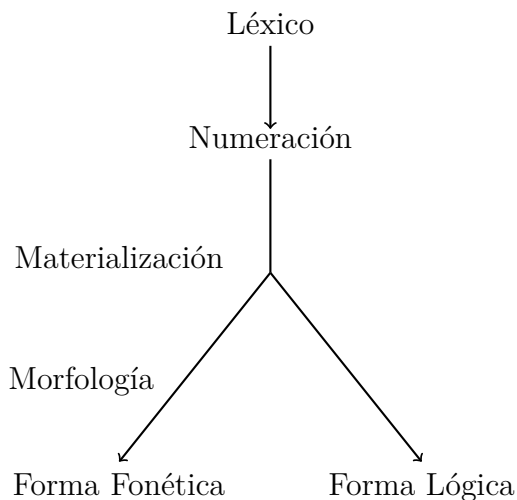 Léxico
Numeración
Materialización
Morfología
Forma Fonética
Forma Lógica